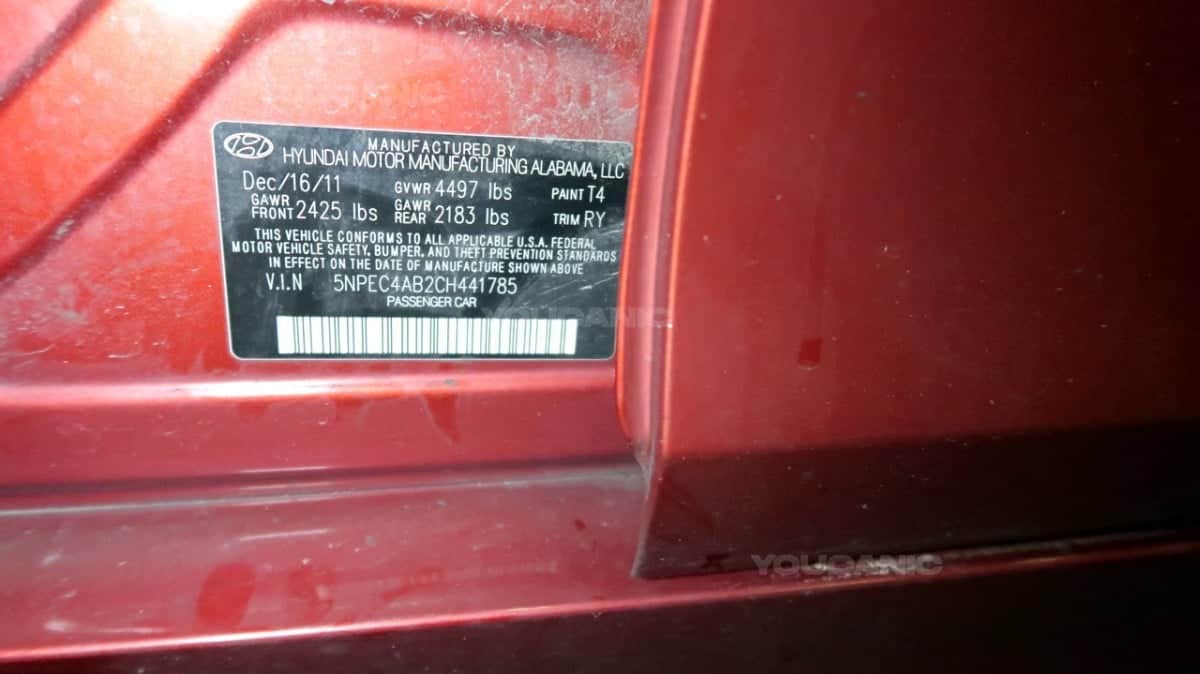 MANUFACTURED BY
HYUNDAI MOTOR MANUFACTURING ALABAMA, LLC
Dec/16/11 GVWR 4497 lbs PAINT T4
GAWR FRONT 2425 lbs GAWR REAR 2183 lbs TRIM RY
THIS VEHICLE CONFORMS TO ALL APPLICABLE U.S.A. FEDERAL
MOTOR VEHICLE SAFETY, BUMPER, AND THEFT PREVENTION STANDARDS
IN EFFECT ON THE DATE OF MANUFACTURE SHOWN ABOVE
V.I.N 5NPEC4AB2CH441785
PASSENGER CAR
YOUCANIC
YOUCANIC